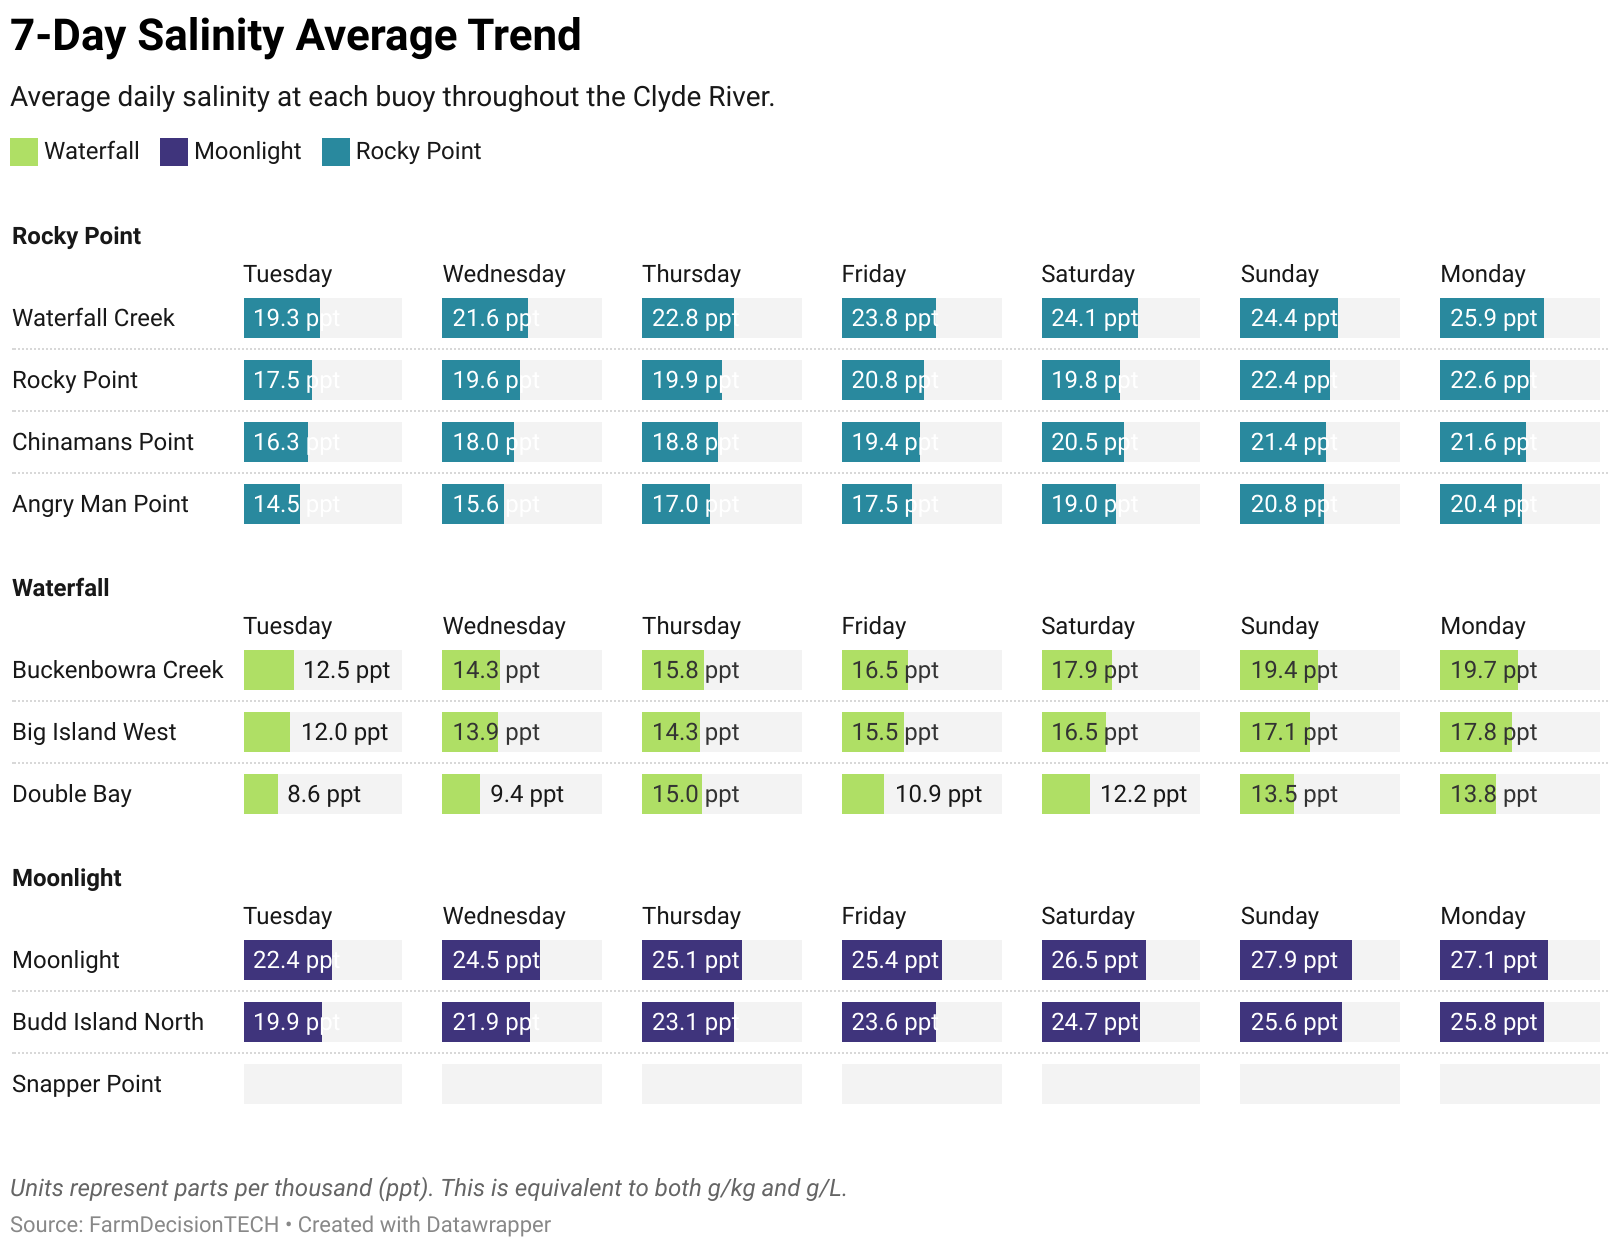 7-Day Salinity Average Trend
Average daily salinity at each buoy throughout the Clyde River.
Waterfall Moonlight Rocky Point
Rocky Point
Tuesday Wednesday Thursday Friday Saturday Sunday Monday
Waterfall Creek 19.3 ppt 21.6 ppt 22.8 ppt 23.8 ppt 24.1 ppt 24.4 ppt 25.9 ppt
Rocky Point 17.5 ppt 19.6 ppt 19.9 ppt 20.8 ppt 19.8 ppt 22.4 ppt 22.6 ppt
Chinamans Point 16.3 ppt 18.0 ppt 18.8 ppt 19.4 ppt 20.5 ppt 21.4 ppt 21.6 ppt
Angry Man Point 14.5 ppt 15.6 ppt 17.0 ppt 17.5 ppt 19.0 ppt 20.8 ppt 20.4 ppt
Waterfall
Tuesday Wednesday Thursday Friday Saturday Sunday Monday
Buckenbowra Creek 12.5 ppt 14.3 ppt 15.8 ppt 16.5 ppt 17.9 ppt 19.4 ppt 19.7 ppt
Big Island West 12.0 ppt 13.9 ppt 14.3 ppt 15.5 ppt 16.5 ppt 17.1 ppt 17.8 ppt
Double Bay 8.6 ppt 9.4 ppt 15.0 ppt 10.9 ppt 12.2 ppt 13.5 ppt 13.8 ppt
Moonlight
Tuesday Wednesday Thursday Friday Saturday Sunday Monday
Moonlight 22.4 ppt 24.5 ppt 25.1 ppt 25.4 ppt 26.5 ppt 27.9 ppt 27.1 ppt
Budd Island North 19.9 ppt 21.9 ppt 23.1 ppt 23.6 ppt 24.7 ppt 25.6 ppt 25.8 ppt
Snapper Point
Units represent parts per thousand (ppt). This is equivalent to both g/kg and g/L.
Source: FarmDecisionTECH • Created with Datawrapper